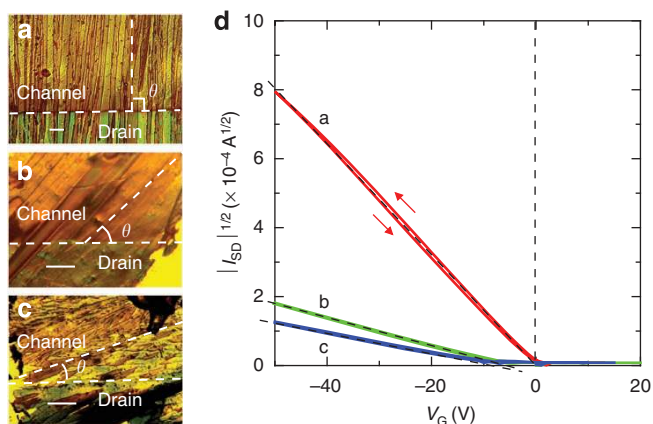 a
θ
Channel
Drain
b
Channel
θ
Drain
c
Channel
θ
Drain
d
10
8
6
4
2
0
|I_SD|^1/2 (× 10^−4 A^1/2)
a
b
c
−40
−20
0
20
V_G (V)